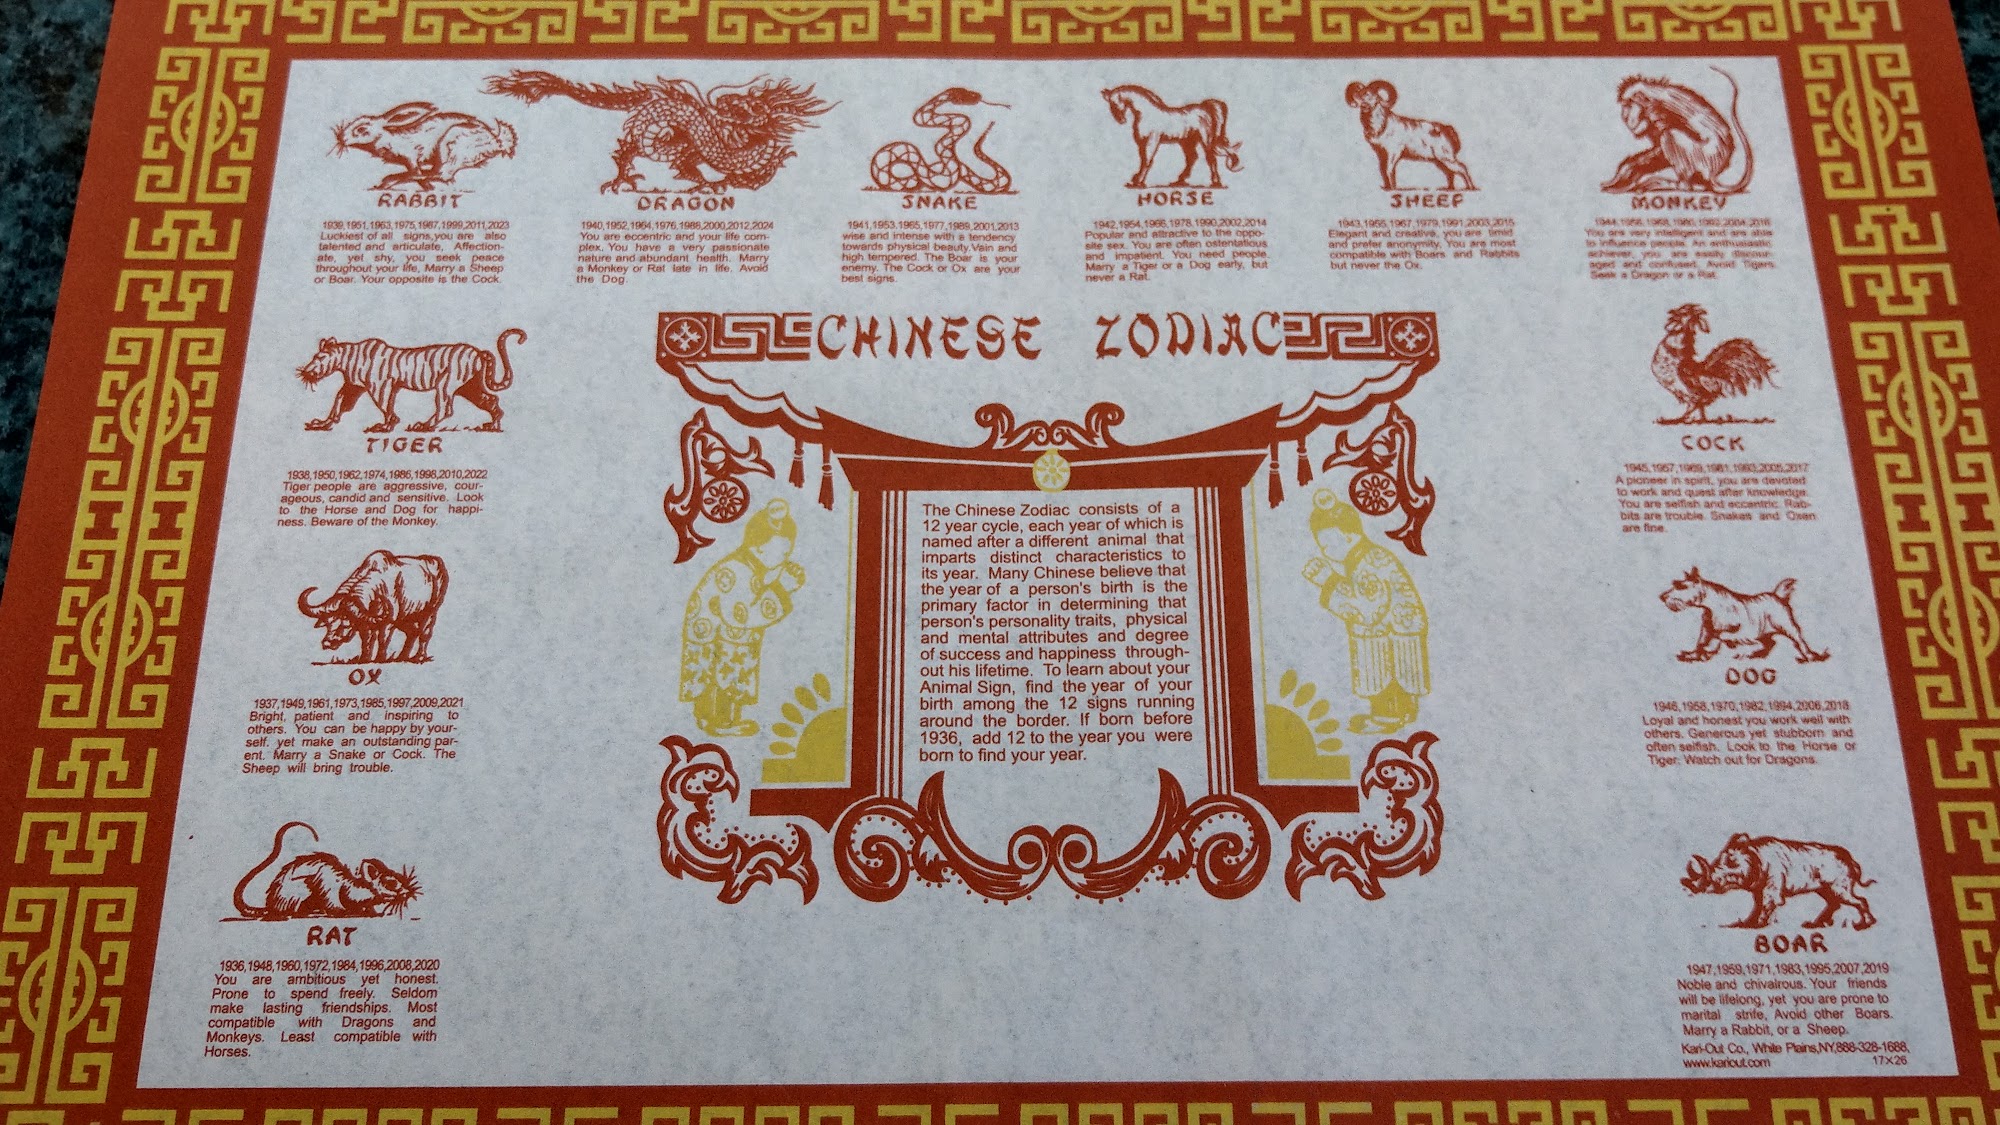 RABBIT
1939,1951,1963,1975,1987,1999,2011,2023
Luckiest of all signs,you are also
talented and articulate, Affection-
ate, yet shy, you seek peace
throughout your life, Marry a Sheep
or Boar. Your opposite is the Cock.
DRAGON
1940,1952,1964,1976,1988,2000,2012,2024
You are eccentric and your life com-
plex. You have a very passionate
nature and abundant health. Marry
a Monkey or Rat late in life. Avoid
the Dog.
SNAKE
1941,1953,1965,1977,1989,2001,2013
wise and intense with a tendency
towards physical beauty.Vain and
high tempered. The Boar is your
enemy. The Cock or Ox are your
best signs.
HORSE
1942,1954,1966,1978,1990,2002,2014
Popular and attractive to the oppo-
site sex. You are often ostentatious
and impatient. You need people.
Marry a Tiger or a Dog early, but
never a Rat.
SHEEP
1943,1955,1967,1979,1991,2003,2015
Elegant and creative, you are timid
and prefer anonymity. You are most
compatible with Boars and Rabbits
but never the Ox.
MONKEY
1944,1956,1968,1980,1992,2004,2016
You are very intelligent and are able
to influence people. An enthusiastic
achiever, you are easily discour-
aged and confused. Avoid Tigers.
Seek a Dragon or a Rat.
CHINESE ZODIAC
TIGER
1938,1950,1962,1974,1986,1998,2010,2022
Tiger people are aggressive, cour-
ageous, candid and sensitive. Look
to the Horse and Dog for happi-
ness. Beware of the Monkey.
COCK
1945,1957,1969,1981,1993,2005,2017
A pioneer in spirit, you are devoted
to work and quest after knowledge.
You are selfish and eccentric. Rab-
bits are trouble. Snakes and Oxen
are fine.
The Chinese Zodiac consists of a
12 year cycle, each year of which is
named after a different animal that
imparts distinct characteristics to
its year. Many Chinese believe that
the year of a person's birth is the
primary factor in determining that
person's personality traits, physical
and mental attributes and degree
of success and happiness through-
out his lifetime. To learn about your
Animal Sign, find the year of your
birth among the 12 signs running
around the border. If born before
1936, add 12 to the year you were
born to find your year.
OX
1937,1949,1961,1973,1985,1997,2009,2021
Bright, patient and inspiring to
others. You can be happy by your-
self. yet make an outstanding par-
ent. Marry a Snake or Cock. The
Sheep will bring trouble.
DOG
1946,1958,1970,1982,1994,2006,2018
Loyal and honest you work well with
others. Generous yet stubborn and
often selfish. Look to the Horse or
Tiger. Watch out for Dragons.
RAT
1936,1948,1960,1972,1984,1996,2008,2020
You are ambitious yet honest.
Prone to spend freely. Seldom
make lasting friendships. Most
compatible with Dragons and
Monkeys. Least compatible with
Horses.
BOAR
1947,1959,1971,1983,1995,2007,2019
Noble and chivalrous. Your friends
will be lifelong, yet you are prone to
marital strife, Avoid other Boars.
Marry a Rabbit, or a Sheep.
Kari-Out Co., White Plains,NY,888-328-1688,
www.kariout.com 17×26